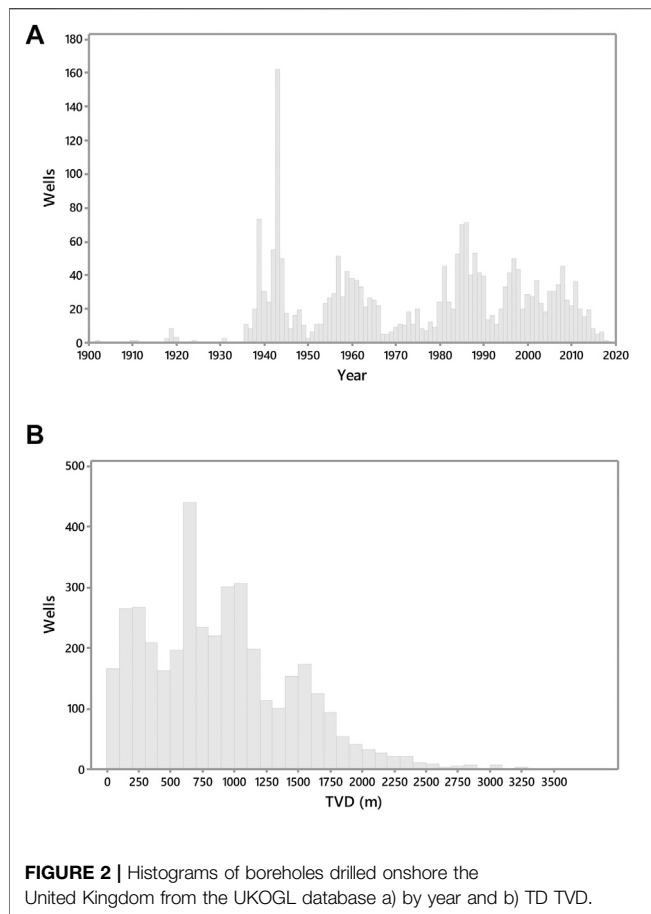 A
180
160
140
120
100
80
60
40
20
0
Wells
1900 1910 1920 1930 1940 1950 1960 1970 1980 1990 2000 2010 2020
Year
B
500
400
300
200
100
0
Wells
0 250 500 750 1000 1250 1500 1750 2000 2250 2500 2750 3000 3250 3500
TVD (m)
FIGURE 2 | Histograms of boreholes drilled onshore the
United Kingdom from the UKOGL database a) by year and b) TD TVD.